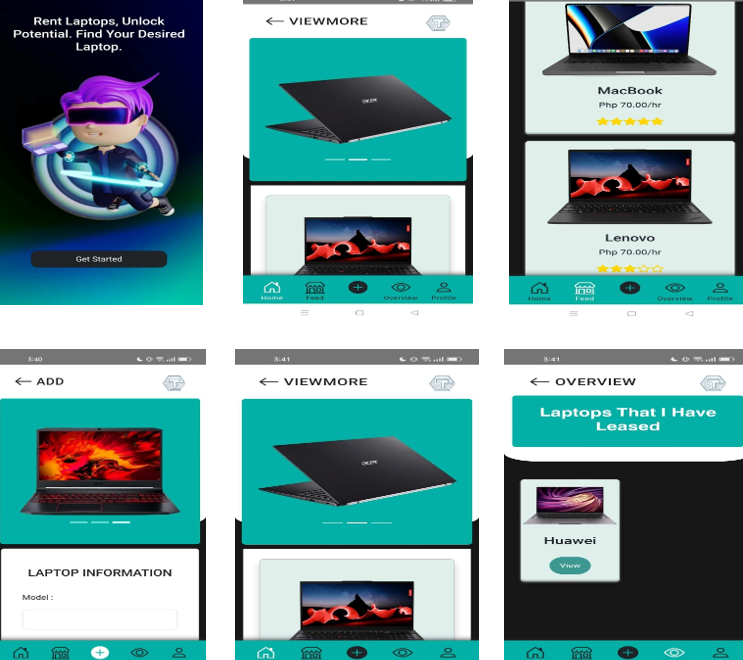 Rent Laptops, Unlock
Potential. Find Your Desired
Laptop.
Get Started
VIEWMORE
acer
Home
Feed
Overview
Profile
MacBook
Php 70.00/hr
Lenovo
Php 70.00/hr
Home
Feed
Overview
Profile
3:40
ADD
LAPTOP INFORMATION
Model :
3:41
VIEWMORE
acer
3:41
OVERVIEW
Laptops That I Have
Leased
Huawei
View